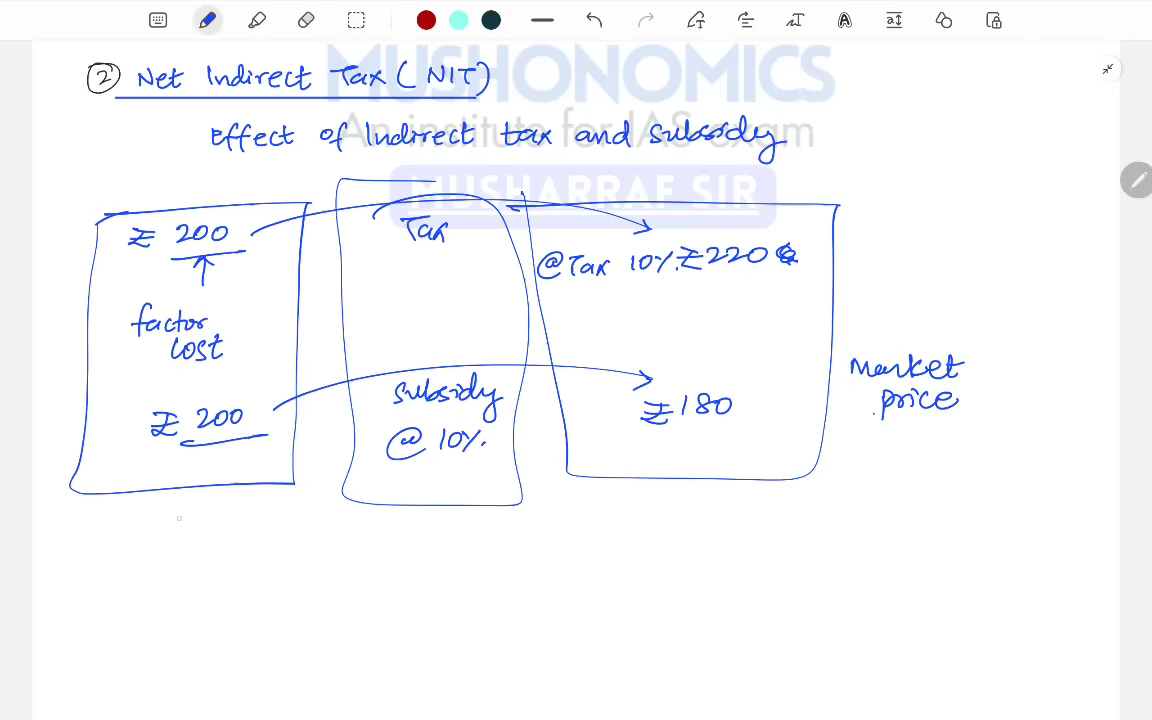 MUSHONOMICS
An institute for IAS exam
MUSHARRAF SIR
② Net Indirect Tax (NIT)
Effect of Indirect tax and subsidy
₹ 200
Tax
@Tax 10% ₹220
factor
cost
Market
price
subsidy
@ 10%
₹ 200
₹180